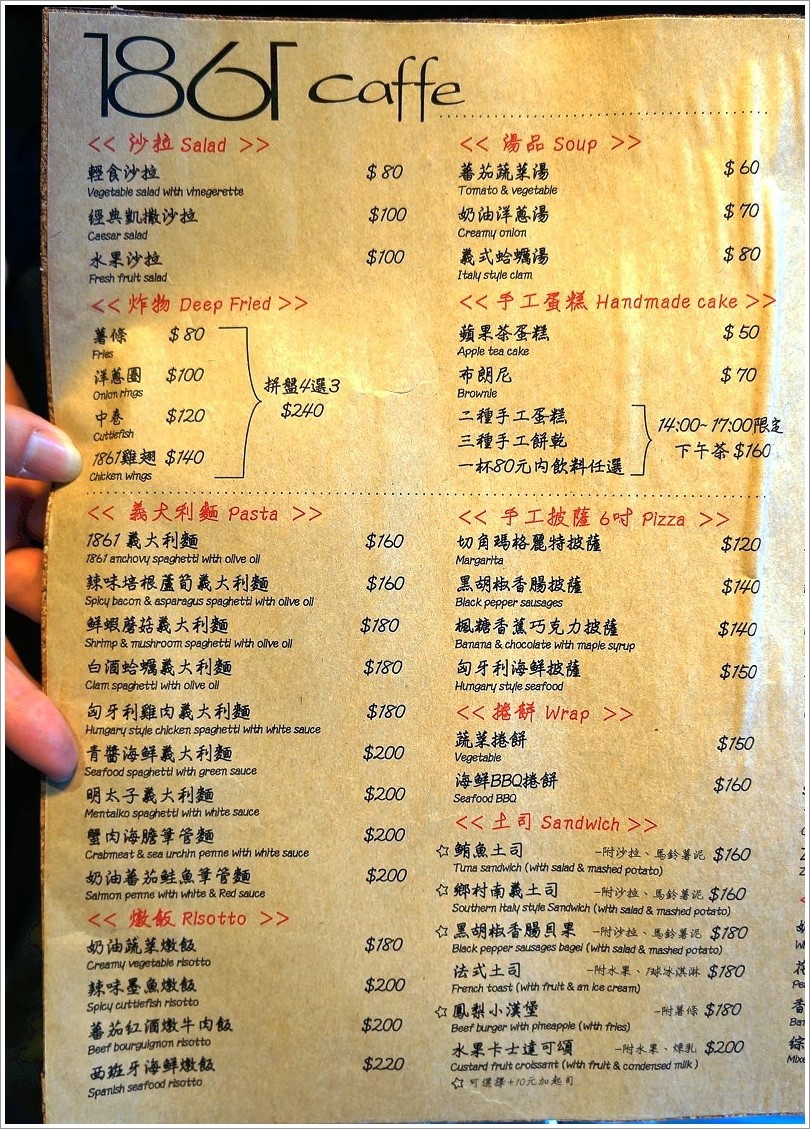 1861 caffe
<< 沙拉 Salad >>
輕食沙拉 $80
Vegetable salad with vinegerette
經典凱撒沙拉 $100
Caesar salad
水果沙拉 $100
Fresh fruit salad
<< 炸物 Deep Fried >>
薯條 $80
Fries
洋蔥圈 $100
Onion rings
中卷 $120
Cuttlefish
1861雞翅 $140
Chicken wings
拼盤4選3
$240
<< 湯品 Soup >>
蕃茄蔬菜湯 $60
Tomato & vegetable
奶油洋蔥湯 $70
Creamy onion
義式蛤蠣湯 $80
Italy style clam
<< 手工蛋糕 Handmade cake >>
蘋果茶蛋糕 $50
Apple tea cake
布朗尼 $70
Brownie
二種手工蛋糕
三種手工餅乾
一杯80元內飲料任選
14:00~17:00限定
下午茶 $160
<< 義大利麵 Pasta >>
1861 義大利麵 $160
1861 anchovy spaghetti with olive oil
辣味培根蘆筍義大利麵 $160
Spicy bacon & asparagus spaghetti with olive oil
鮮蝦蘑菇義大利麵 $180
Shrimp & mushroom spaghetti with olive oil
白酒蛤蠣義大利麵 $180
Clam spaghetti with olive oil
匈牙利雞肉義大利麵 $180
Hungary style chicken spaghetti with white sauce
青醬海鮮義大利麵 $200
Seafood spaghetti with green sauce
明太子義大利麵 $200
Mentaiko spaghetti with white sauce
蟹肉海膽筆管麵 $200
Crabmeat & sea urchin penne with white sauce
奶油蕃茄鮭魚筆管麵 $200
Salmon penne with white & Red sauce
<< 燉飯 Risotto >>
奶油蔬菜燉飯 $180
Creamy vegetable risotto
辣味墨魚燉飯 $200
Spicy cuttlefish risotto
蕃茄紅酒燉牛肉飯 $200
Beef bourguignon risotto
西班牙海鮮燉飯 $220
Spanish seafood risotto
<< 手工披薩 6吋 Pizza >>
切角瑪格麗特披薩 $120
Margarita
黑胡椒香腸披薩 $140
Black pepper sausages
楓糖香蕉巧克力披薩 $140
Banana & chocolate with maple syrup
匈牙利海鮮披薩 $150
Hungary style seafood
<< 捲餅 Wrap >>
蔬菜捲餅 $150
Vegetable
海鮮BBQ捲餅 $160
Seafood BBQ
<< 土司 Sandwich >>
☆鮪魚土司 -附沙拉、馬鈴薯泥 $160
Tuna sandwich (with salad & mashed potato)
☆鄉村南義土司 -附沙拉、馬鈴薯泥 $160
Southern Italy style Sandwich (with salad & mashed potato)
☆黑胡椒香腸貝果 -附沙拉、馬鈴薯泥 $180
Black pepper sausages bagel (with salad & mashed potato)
法式土司 -附水果、1球冰淇淋 $180
French toast (with fruit & an ice cream)
☆鳳梨小漢堡 -附薯條 $180
Beef burger with pineapple (with fries)
水果卡士達可頌 -附水果、煉乳 $200
Custard fruit croissant (with fruit & condensed milk)
☆可選擇+10元加起司